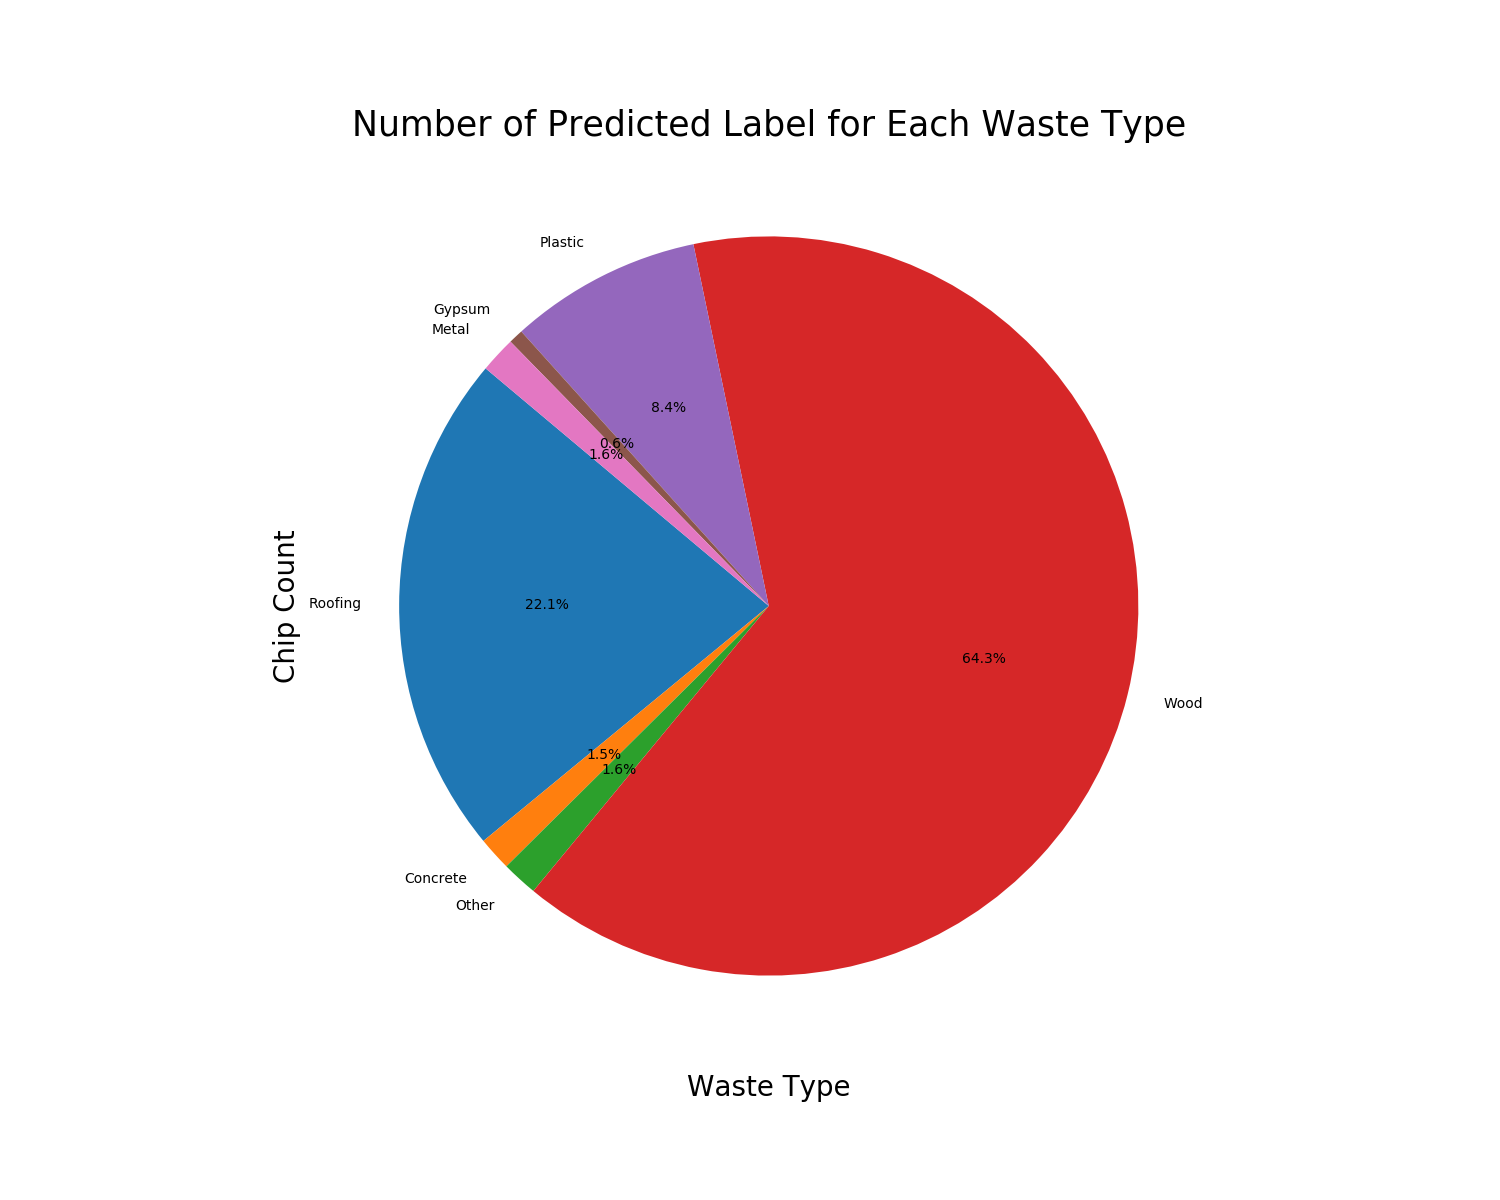 Number of Predicted Label for Each Waste Type
Plastic
Gypsum
Metal
8.4%
0.6%
1.6%
Chip Count
Roofing
22.1%
64.3%
Wood
1.5%
1.6%
Concrete
Other
Waste Type